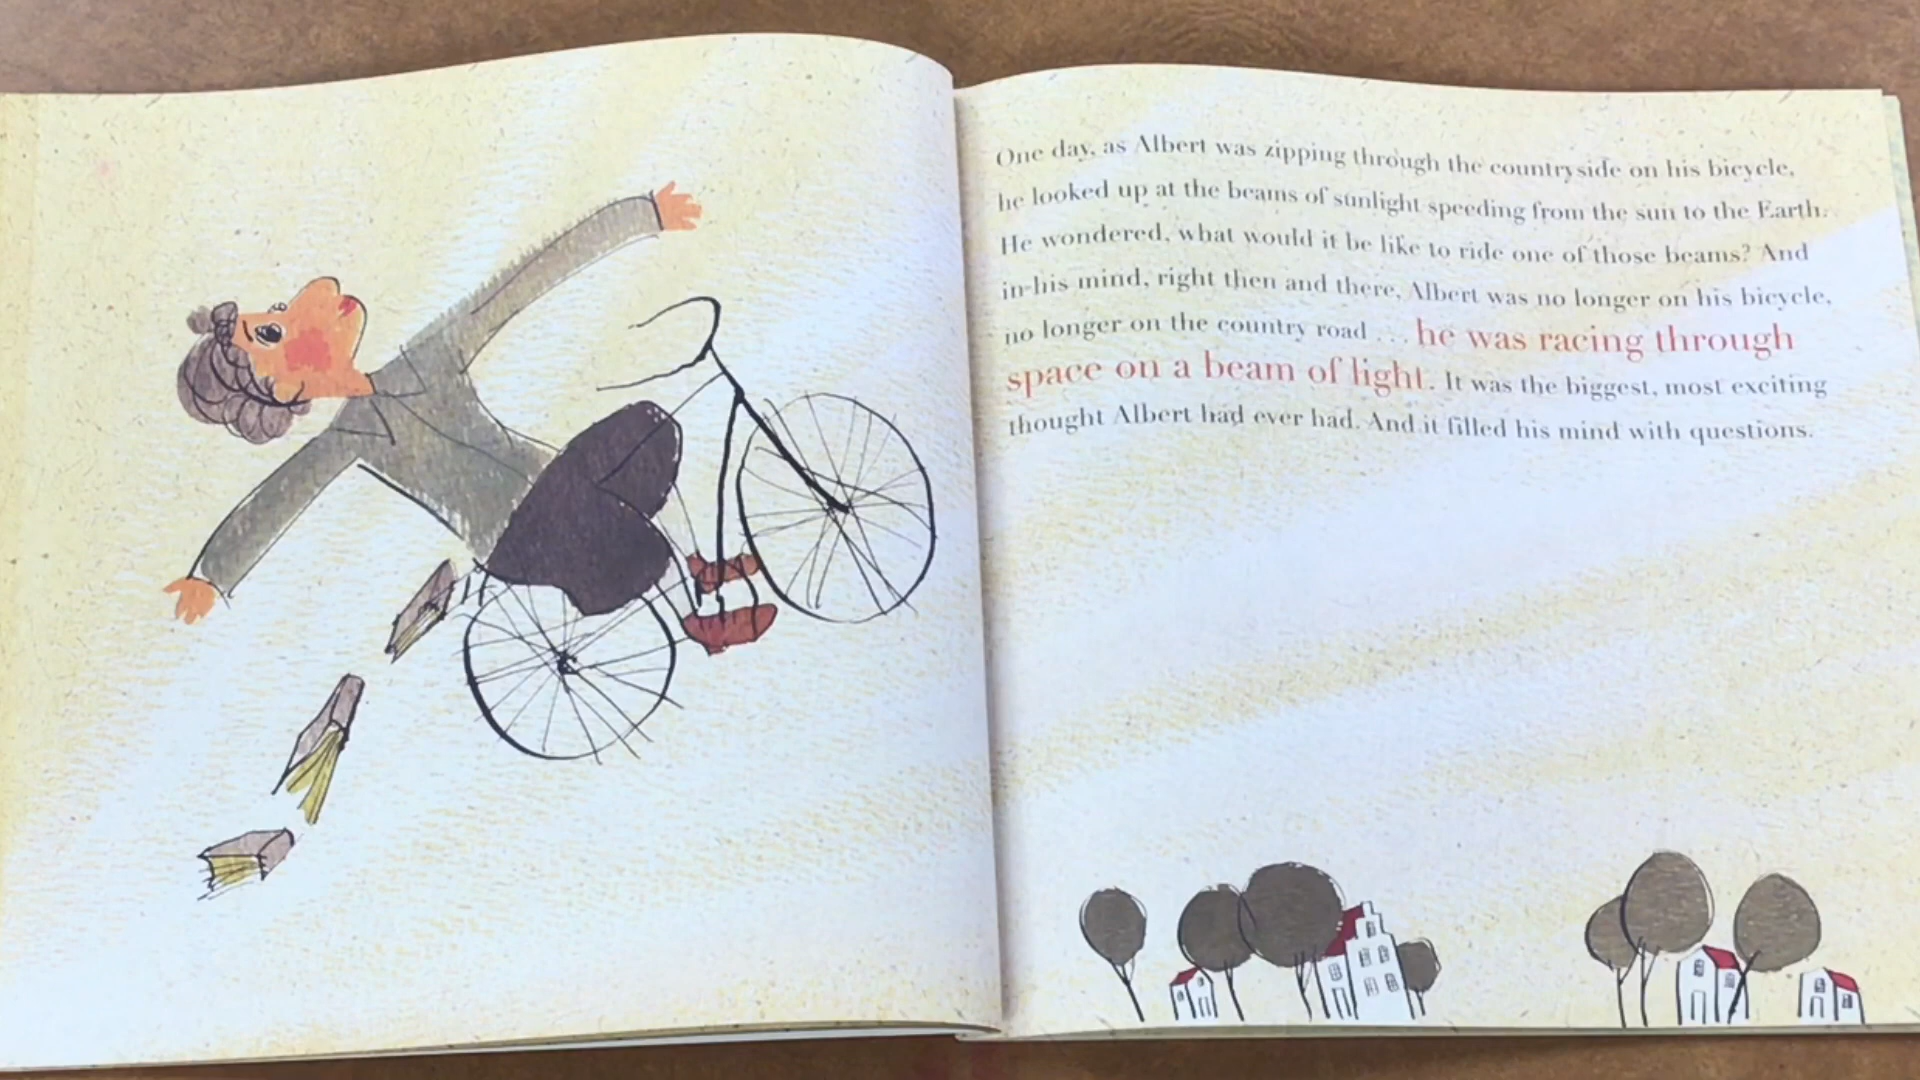 One day, as Albert was zipping through the countryside on his bicycle,
he looked up at the beams of sunlight speeding from the sun to the Earth.
He wondered, what would it be like to ride one of those beams? And
in his mind, right then and there, Albert was no longer on his bicycle,
no longer on the country road . . . he was racing through
space on a beam of light. It was the biggest, most exciting
thought Albert had ever had. And it filled his mind with questions.